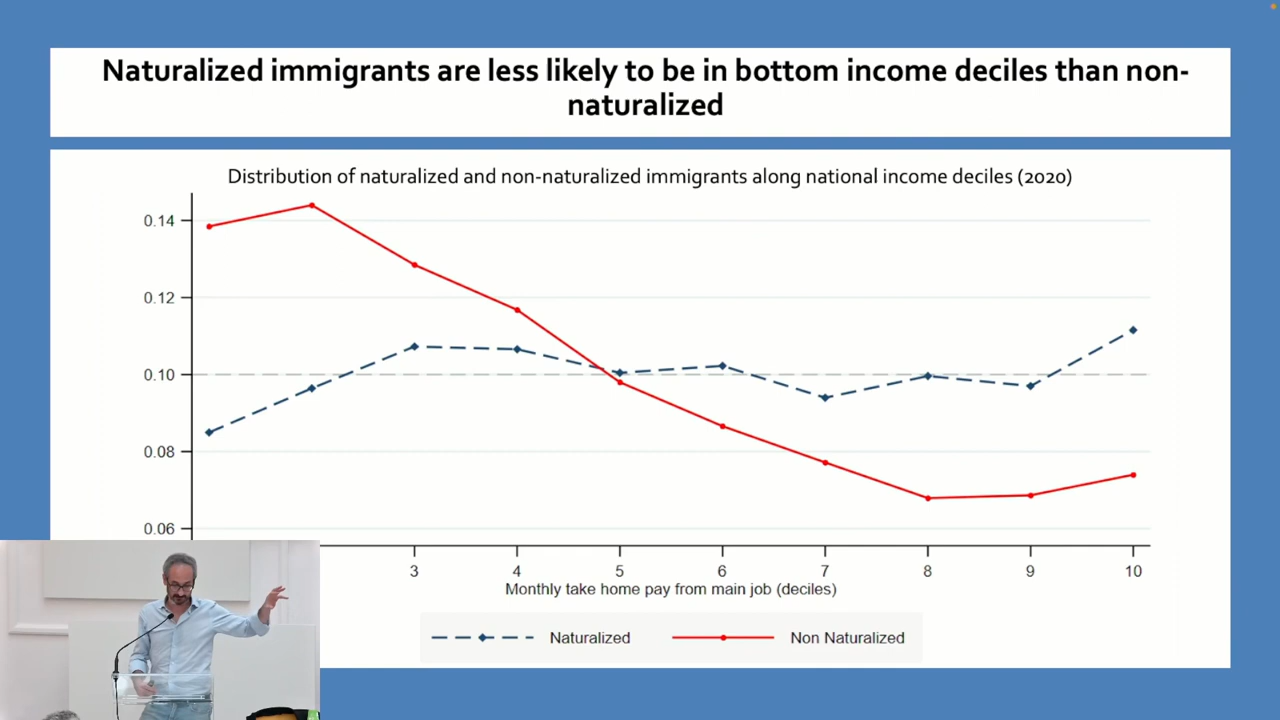 Naturalized immigrants are less likely to be in bottom income deciles than non-
naturalized
Distribution of naturalized and non-naturalized immigrants along national income deciles (2020)
0.14
0.12
0.10
0.08
0.06
3 4 5 6 7 8 9 10
Monthly take home pay from main job (deciles)
Naturalized Non Naturalized